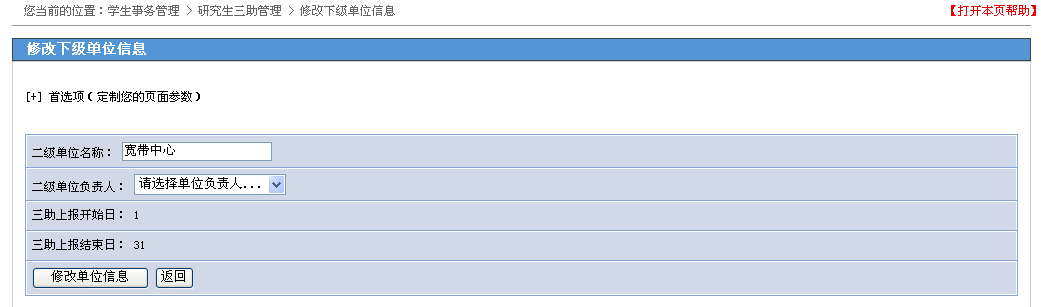 您当前的位置：学生事务管理 > 研究生三助管理 > 修改下级单位信息
【打开本页帮助】
修改下级单位信息
[+] 首选项（定制您的页面参数）
二级单位名称： 宽带中心
二级单位负责人： 请选择单位负责人...
三助上报开始日： 1
三助上报结束日： 31
修改单位信息 返回